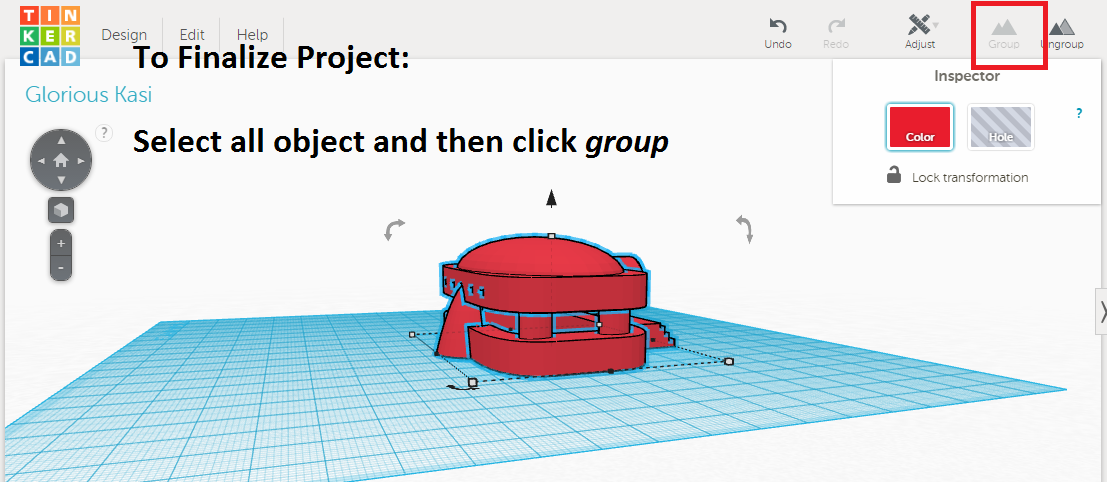 TIN
KER
CAD
Design Edit Help
To Finalize Project:
Glorious Kasi
Select all object and then click group
Undo Redo Adjust Group Ungroup
Inspector
Color Hole ?
Lock transformation
?
+
-